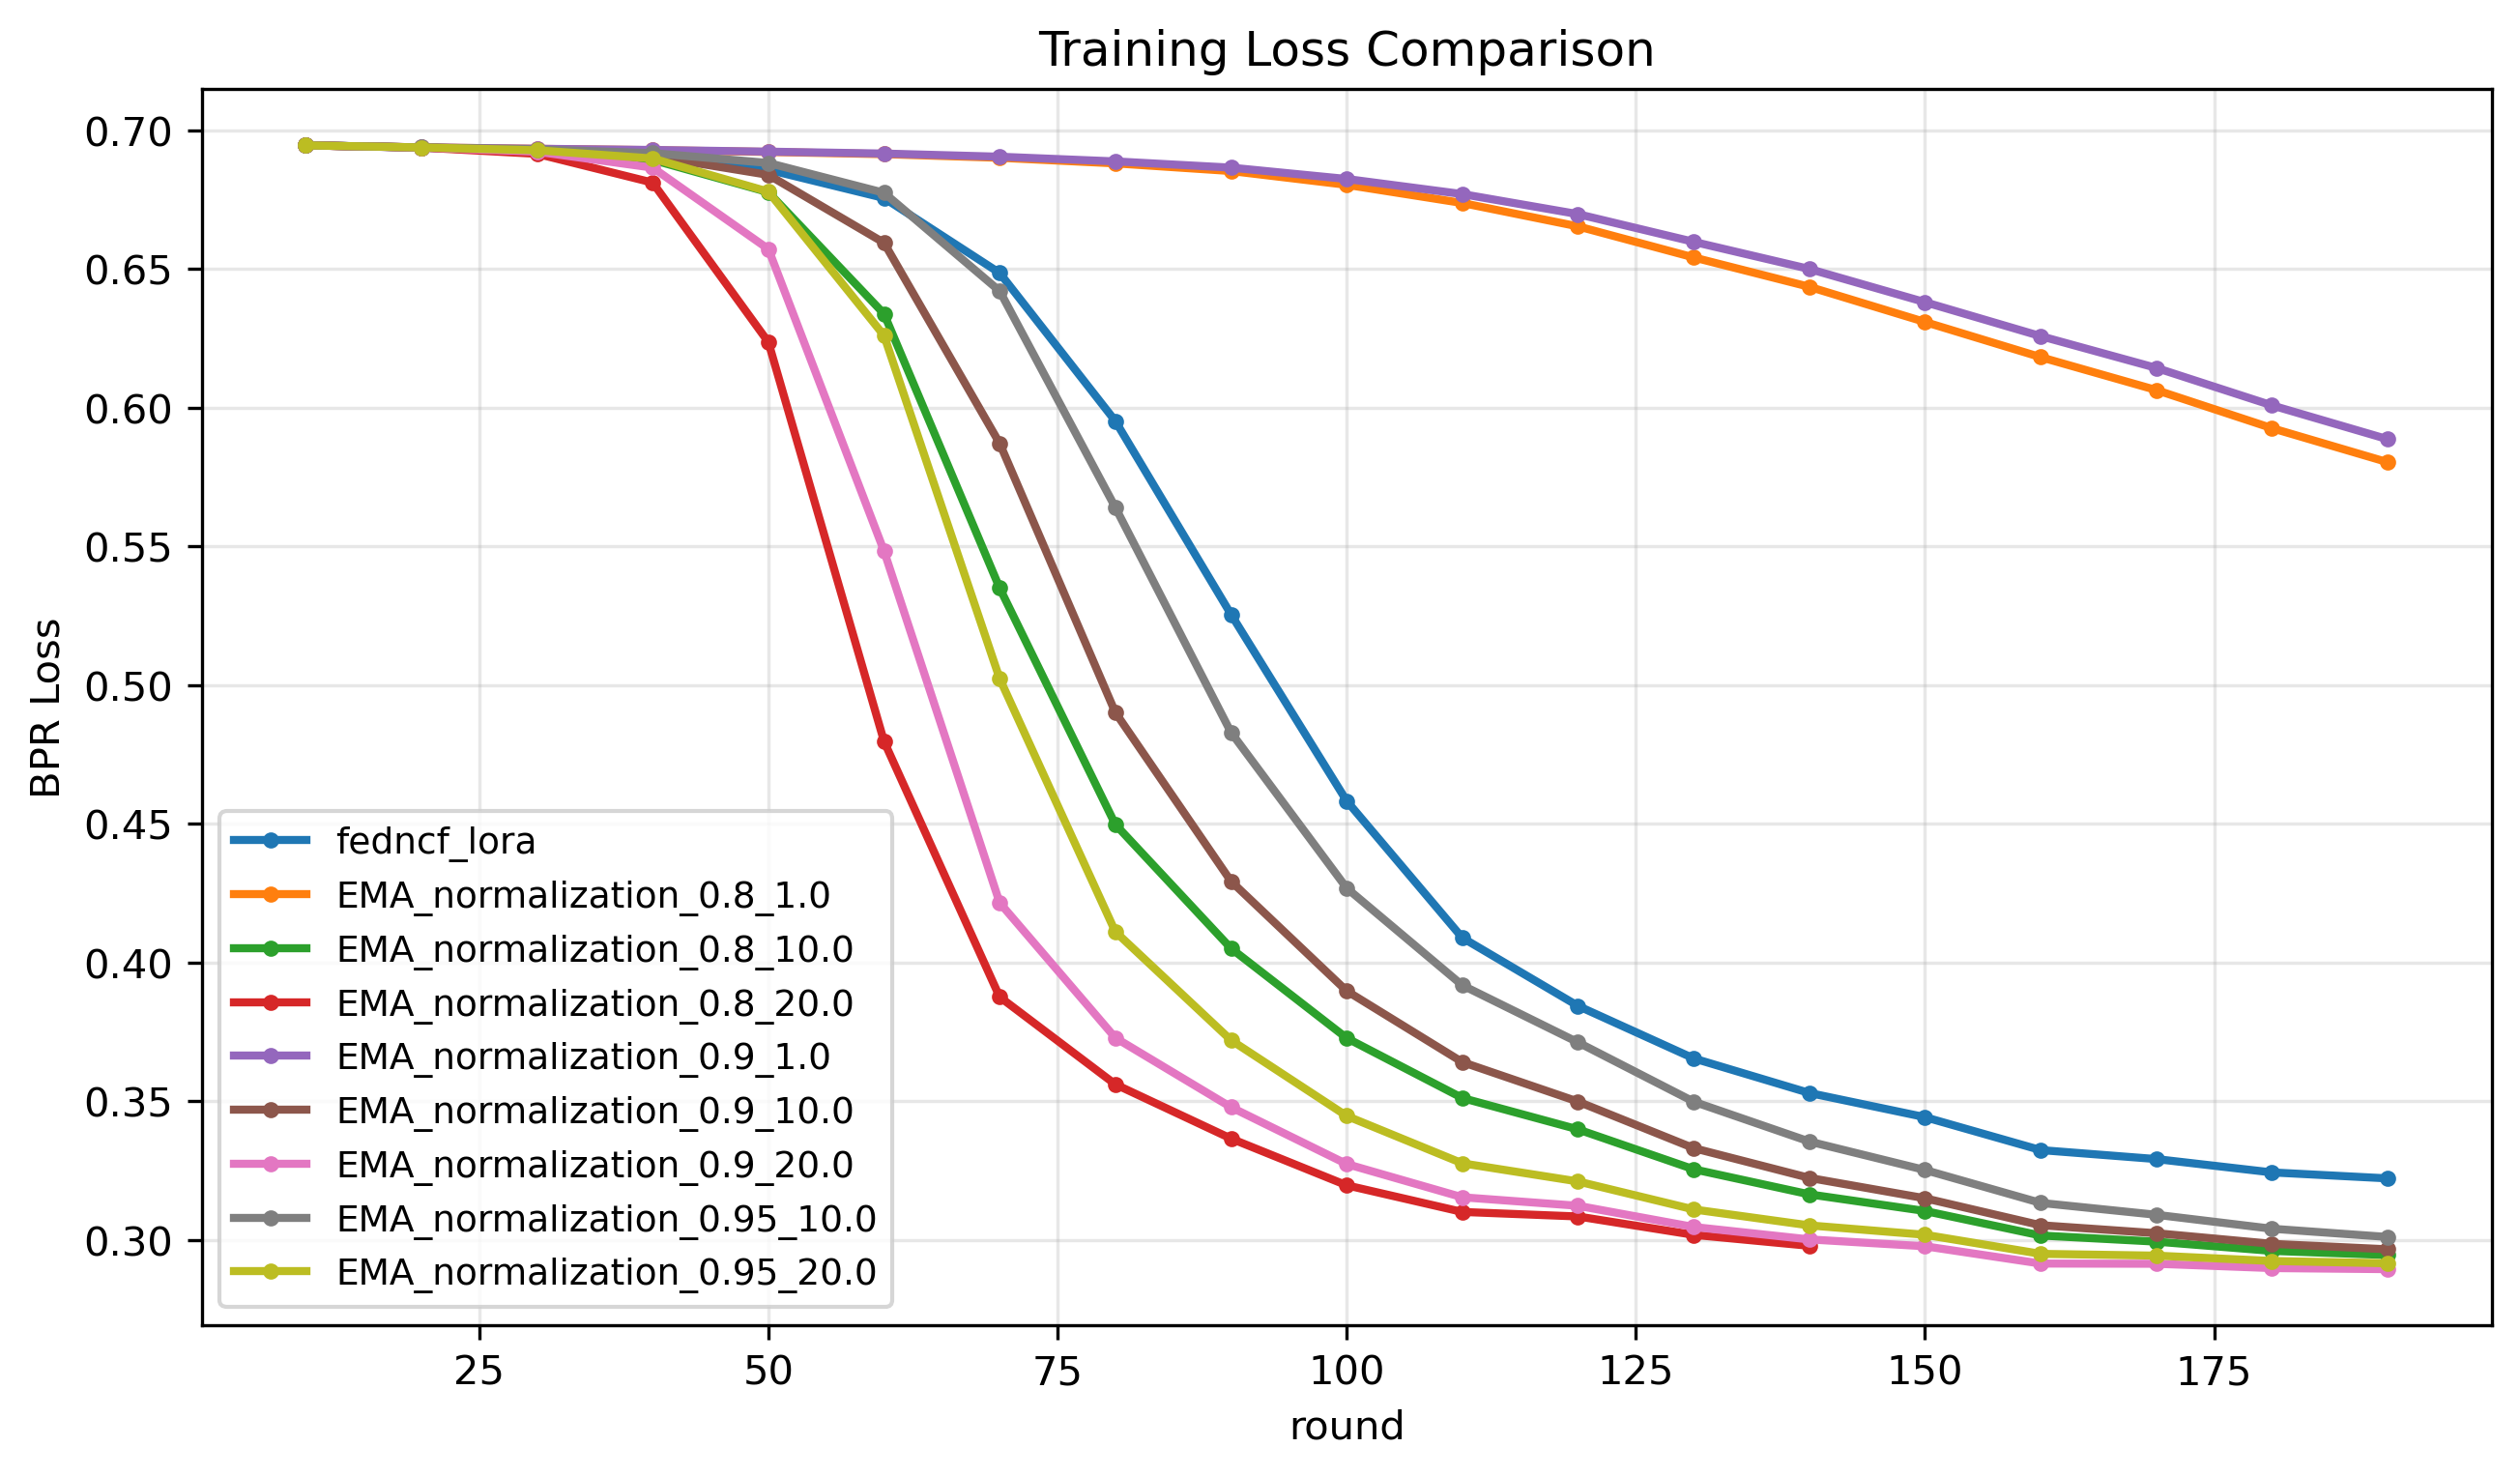 Training Loss Comparison
0.70
0.65
0.60
0.55
0.50
0.45
0.40
0.35
0.30
BPR Loss
fedncf_lora
EMA_normalization_0.8_1.0
EMA_normalization_0.8_10.0
EMA_normalization_0.8_20.0
EMA_normalization_0.9_1.0
EMA_normalization_0.9_10.0
EMA_normalization_0.9_20.0
EMA_normalization_0.95_10.0
EMA_normalization_0.95_20.0
25 50 75 100 125 150 175
round